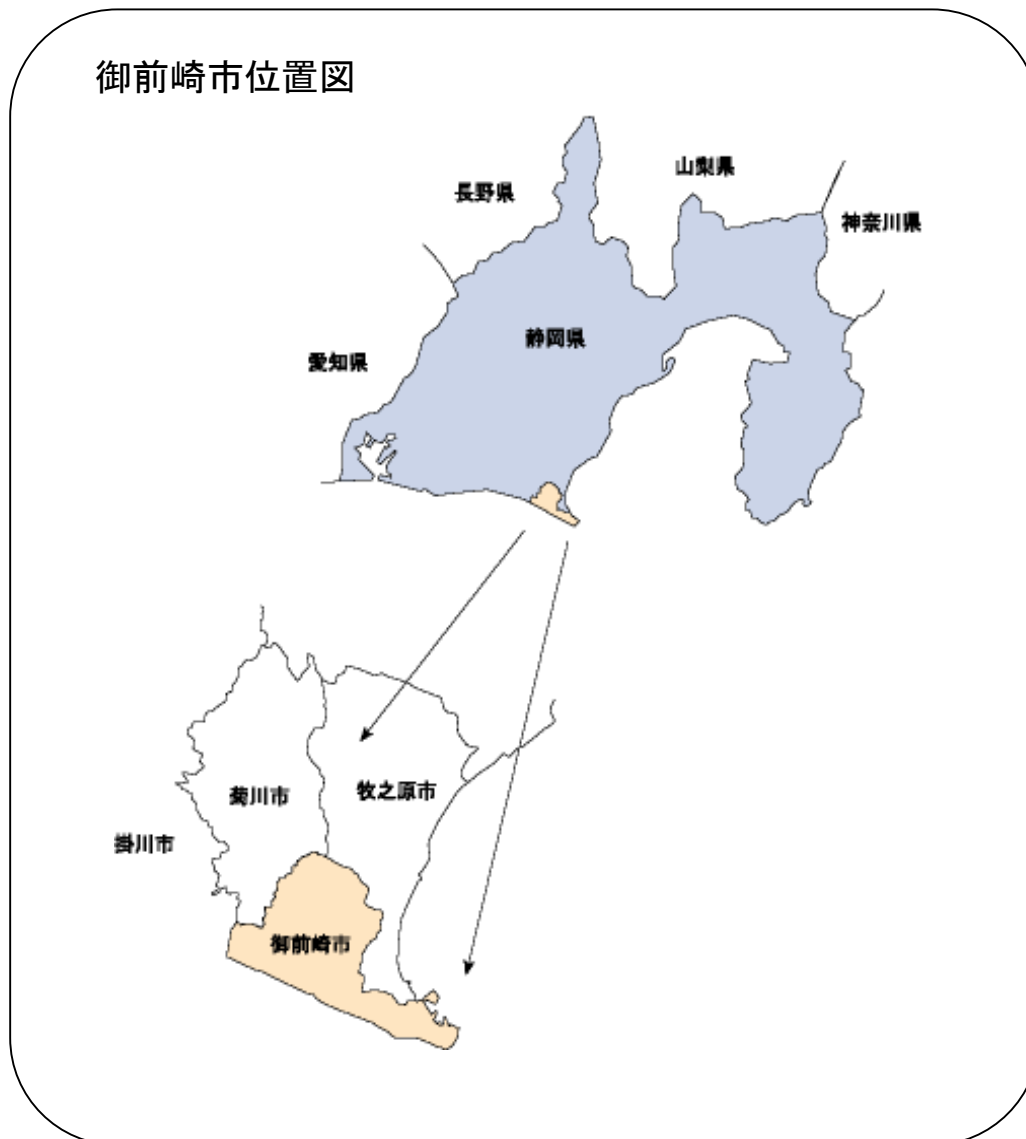 御前崎市位置図
山梨県
長野県
神奈川県
静岡県
愛知県
牧之原市
菊川市
掛川市
御前崎市